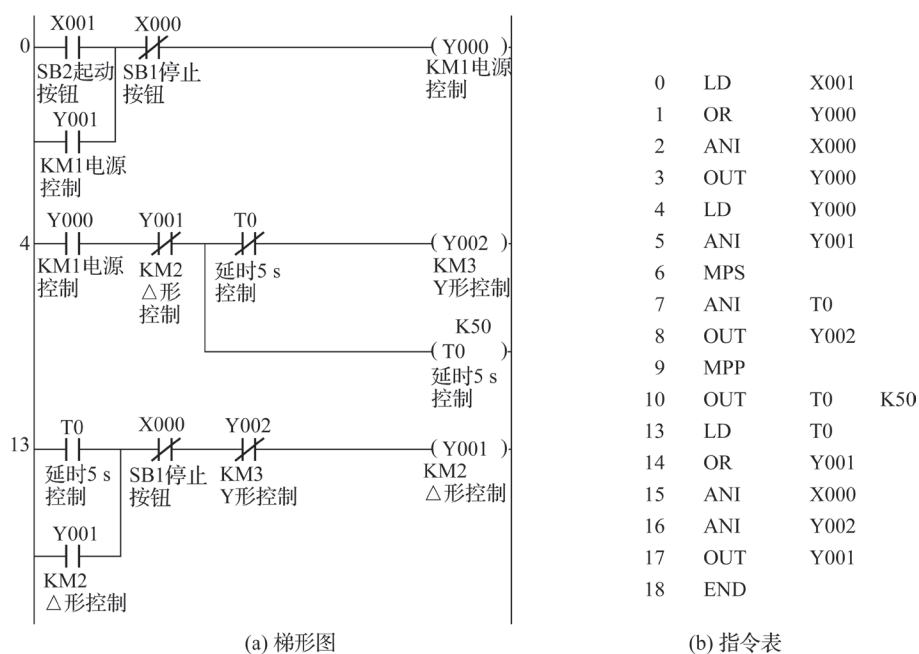 X001
X000
0
( Y000 )
SB2起动
按钮
SB1停止
按钮
KM1电源
控制
Y001
KM1电源
控制
Y000
Y001
T0
4
( Y002 )
KM1电源
控制
KM2
△形
控制
延时5 s
控制
KM3
Y形控制
K50
( T0 )
延时5 s
控制
T0
X000
Y002
13
( Y001 )
延时5 s
控制
SB1停止
按钮
KM3
Y形控制
KM2
△形控制
Y001
KM2
△形控制
(a) 梯形图
0 LD X001
1 OR Y000
2 ANI X000
3 OUT Y000
4 LD Y000
5 ANI Y001
6 MPS
7 ANI T0
8 OUT Y002
9 MPP
10 OUT T0 K50
13 LD T0
14 OR Y001
15 ANI X000
16 ANI Y002
17 OUT Y001
18 END
(b) 指令表